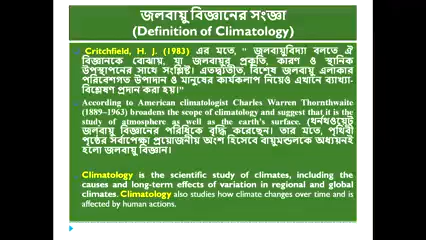 জলবায়ু বিজ্ঞানের সংজ্ঞা
(Definition of Climatology)
Critchfield, H. J. (1983) এর মতে, " জলবায়ুবিদ্যা বলতে ঐ
বিজ্ঞানকে বোঝায়, যা জলবায়ুর প্রকৃতি, কারণ ও স্থানিক
উপস্থাপনের সাথে সংশ্লিষ্ট। এতদ্ব্যতীত, বিশেষ জলবায়ু এলাকার
পরিবেশগত উপাদান ও মানুষের কার্যকলাপ নিয়েও এখানে ব্যাখ্যা-
বিশ্লেষণ প্রদান করা হয়।"
According to American climatologist Charles Warren Thornthwaite
(1889–1963) broadens the scope of climatology and suggest that it is the
study of atmosphere as well as the earth's surface. (থর্নথওয়েট
জলবায়ু বিজ্ঞানের পরিধিকে বৃদ্ধি করেছেন। তার মতে, পৃথিবী
পৃষ্ঠের সর্বাপেক্ষা প্রয়োজনীয় অংশ হিসেবে বায়ুমন্ডলকে অধ্যয়নই
হলো জলবায়ু বিজ্ঞান।
Climatology is the scientific study of climates, including the
causes and long-term effects of variation in regional and global
climates. Climatology also studies how climate changes over time and is
affected by human actions.